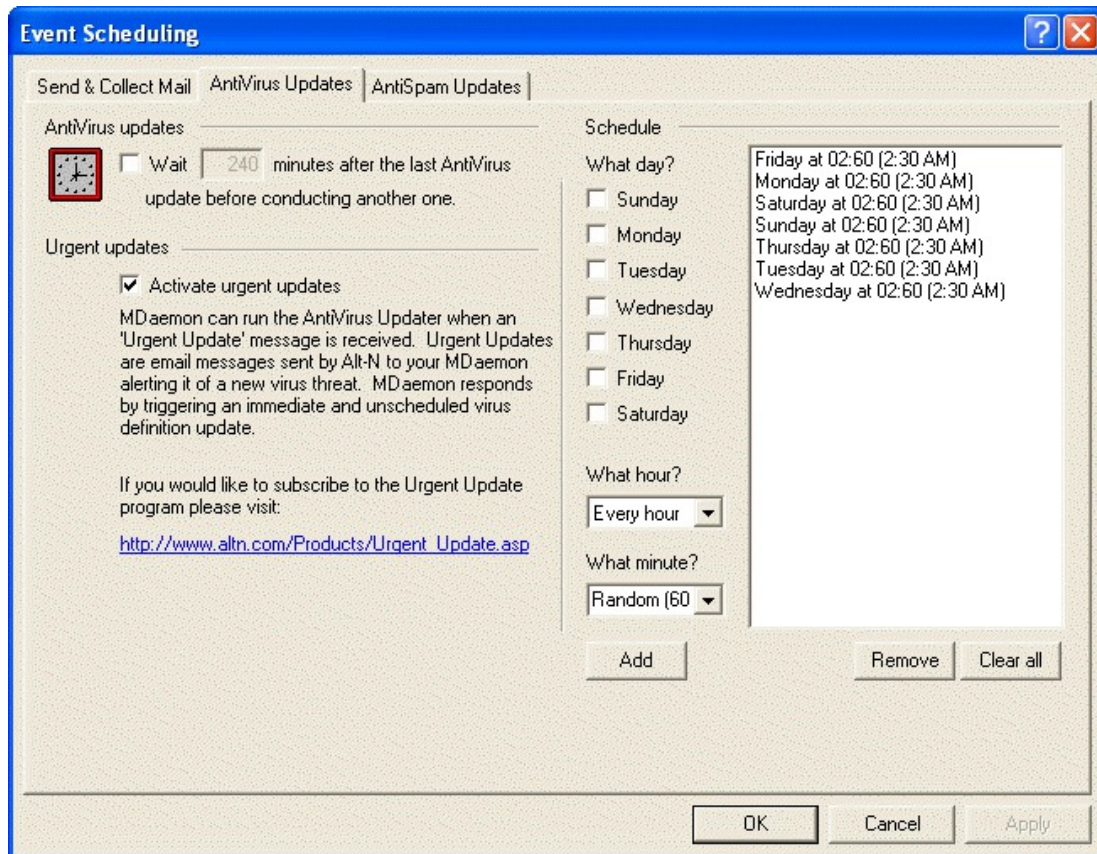 Event Scheduling
Send & Collect Mail
AntiVirus Updates
AntiSpam Updates
AntiVirus updates
Wait 240 minutes after the last AntiVirus
update before conducting another one.
Urgent updates
Activate urgent updates
MDaemon can run the AntiVirus Updater when an
'Urgent Update' message is received. Urgent Updates
are email messages sent by Alt-N to your MDaemon
alerting it of a new virus threat. MDaemon responds
by triggering an immediate and unscheduled virus
definition update.
If you would like to subscribe to the Urgent Update
program please visit:
http://www.altn.com/Products/Urgent_Update.asp
Schedule
What day?
Sunday
Monday
Tuesday
Wednesday
Thursday
Friday
Saturday
What hour?
Every hour
What minute?
Random (60
Friday at 02:60 (2:30 AM)
Monday at 02:60 (2:30 AM)
Saturday at 02:60 (2:30 AM)
Sunday at 02:60 (2:30 AM)
Thursday at 02:60 (2:30 AM)
Tuesday at 02:60 (2:30 AM)
Wednesday at 02:60 (2:30 AM)
Add
Remove
Clear all
OK
Cancel
Apply